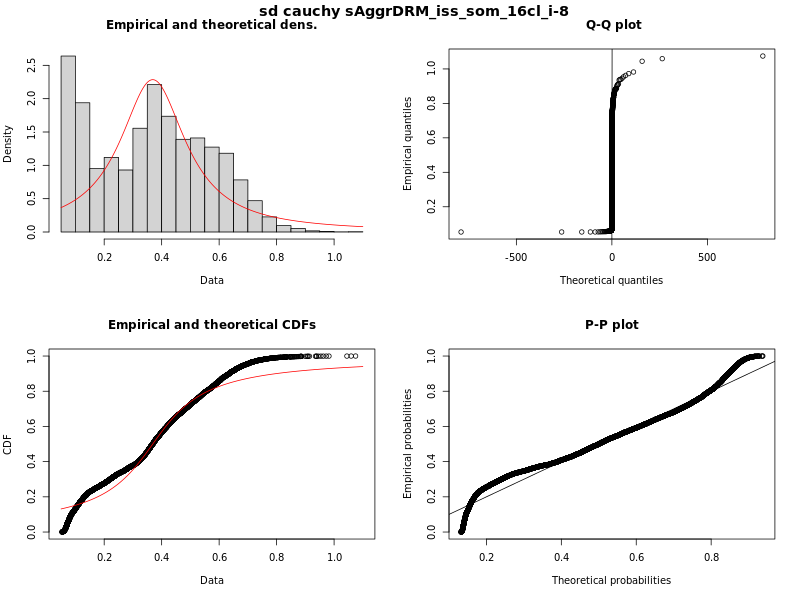 sd cauchy sAggrDRM_iss_som_16cl_i-8
Empirical and theoretical dens.
Density
0.0 0.5 1.0 1.5 2.0 2.5
0.2 0.4 0.6 0.8 1.0
Data
Q-Q plot
Empirical quantiles
0.2 0.4 0.6 0.8 1.0
-500 0 500
Theoretical quantiles
Empirical and theoretical CDFs
CDF
0.0 0.2 0.4 0.6 0.8 1.0
0.2 0.4 0.6 0.8 1.0
Data
P-P plot
Empirical probabilities
0.0 0.2 0.4 0.6 0.8 1.0
0.2 0.4 0.6 0.8
Theoretical probabilities